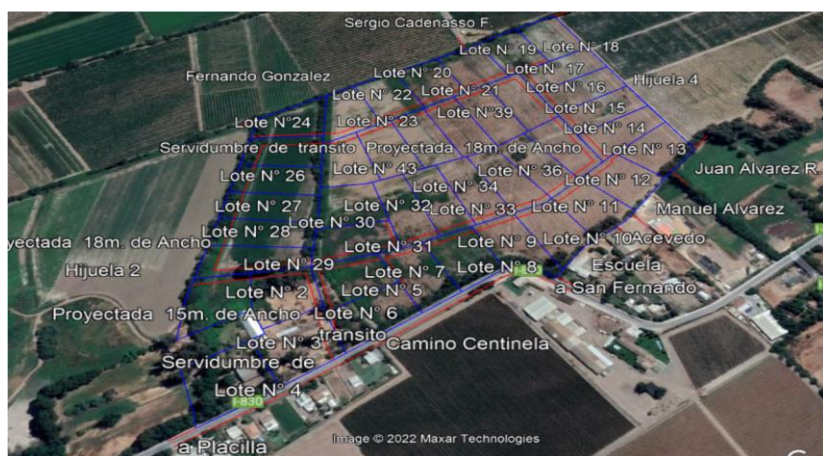 Sergio Cadenasso F.
Lote N° 19
Lote N° 18
Fernando Gonzalez
Lote N° 20
Lote N° 17
Hijuela 4
Lote N° 22
Lote N° 21
Lote N° 16
Lote N°24
Lote N° 23
Lote N°39
Lote N° 15
Lote N° 14
Servidumbre de transito Proyectada 18m. de Ancho
Lote N° 13
Lote N° 26
Lote N° 43
Lote N° 36
Juan Alvarez R.
Lote N° 34
Lote N° 12
Lote N° 27
Lote N° 32
Lote N° 33
Lote N° 11
Manuel Alvarez
Lote N° 30
Lote N° 28
yectada 18m. de Ancho
Lote N° 31
Lote N° 9
Lote N° 10
Acevedo
Hijuela 2
Lote N° 29
Lote N° 7
Lote N° 8
Escuela
Lote N° 2
Lote N° 5
a San Fernando
Proyectada 15m. de Ancho
Lote N° 6
transito
Lote N° 3
Camino Centinela
Servidumbre de
Lote N° 4
I-830
a Placilla
Image © 2022 Maxar Technologies